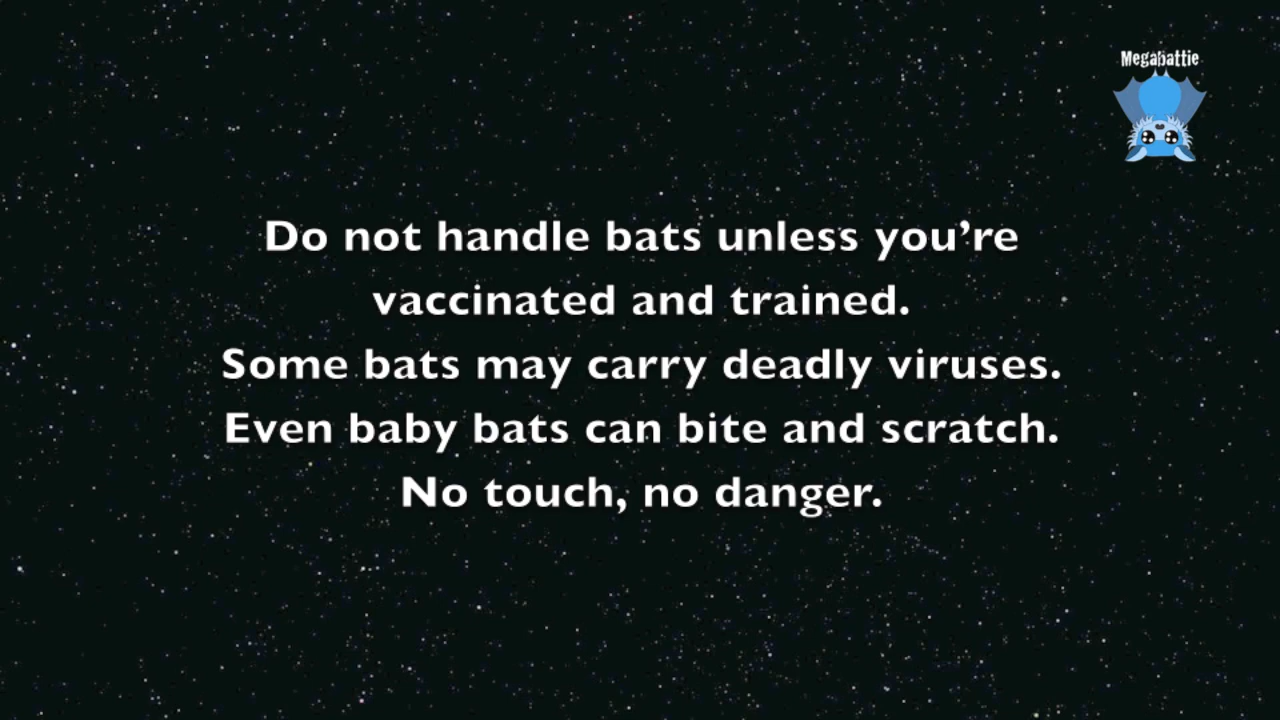 Megabattie
Do not handle bats unless you’re
vaccinated and trained.
Some bats may carry deadly viruses.
Even baby bats can bite and scratch.
No touch, no danger.